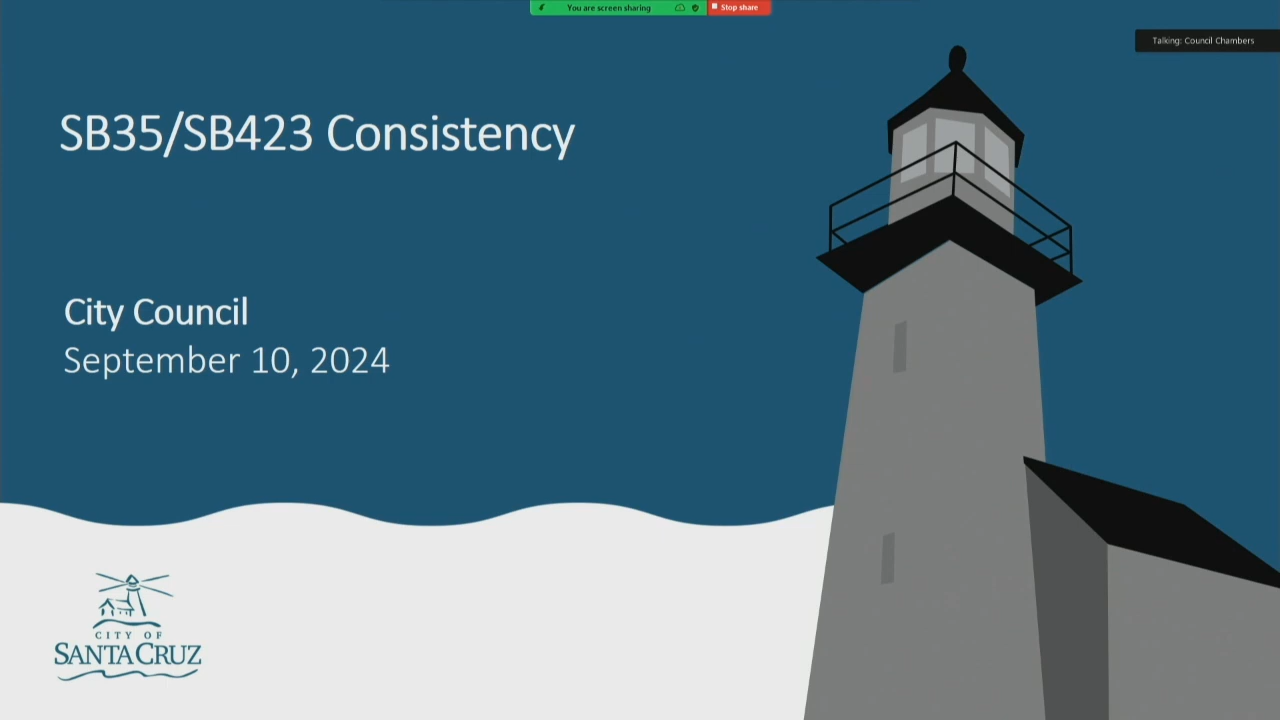 You are screen sharing
Stop share
Talking: Council Chambers
SB35/SB423 Consistency
City Council
September 10, 2024
CITY OF
SANTA CRUZ